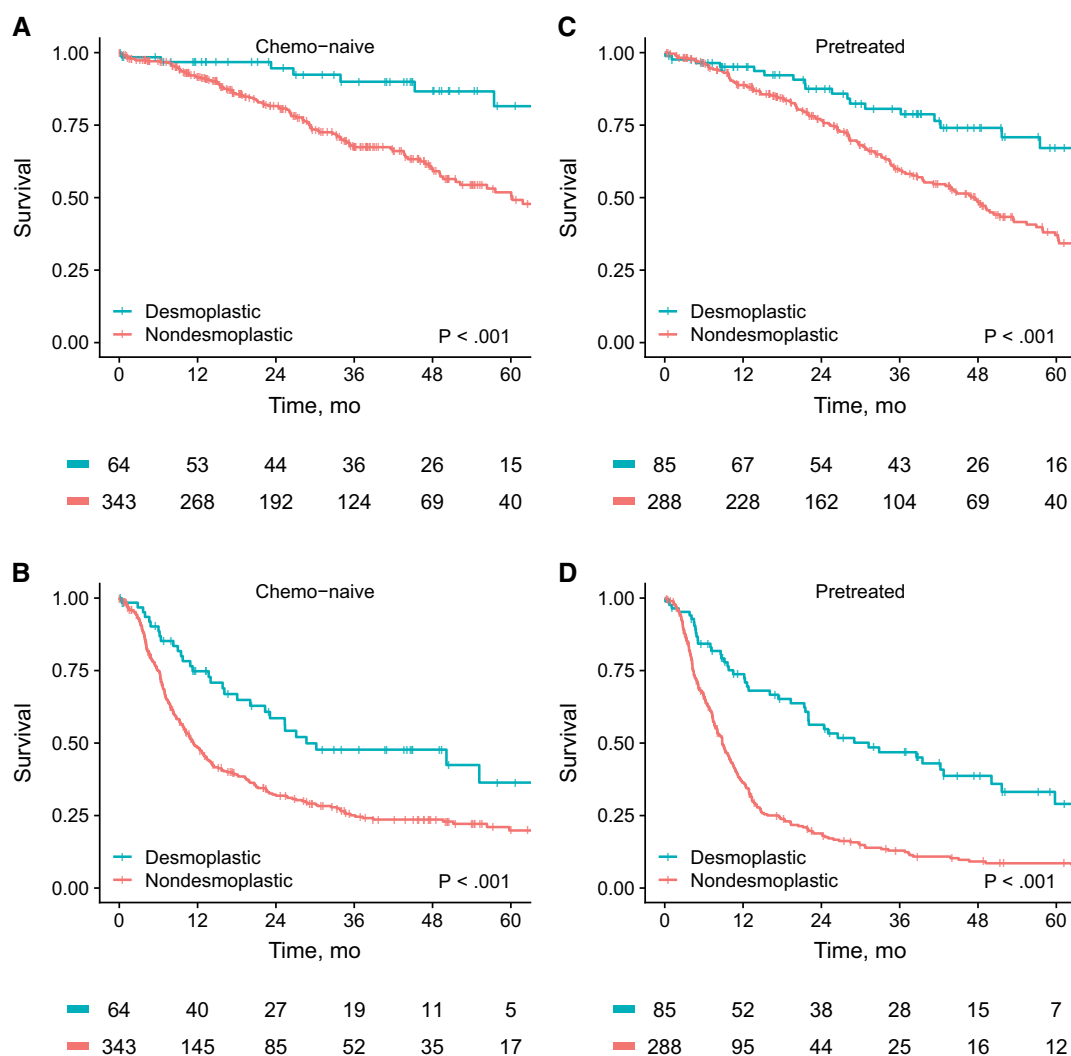 A
Chemo-naive
1.00
0.75
0.50
0.25
0.00
Survival
Desmoplastic
Nondesmoplastic
P < .001
0 12 24 36 48 60
Time, mo
64 53 44 36 26 15
343 268 192 124 69 40
C
Pretreated
1.00
0.75
0.50
0.25
0.00
Survival
Desmoplastic
Nondesmoplastic
P < .001
0 12 24 36 48 60
Time, mo
85 67 54 43 26 16
288 228 162 104 69 40
B
Chemo-naive
1.00
0.75
0.50
0.25
0.00
Survival
Desmoplastic
Nondesmoplastic
P < .001
0 12 24 36 48 60
Time, mo
64 40 27 19 11 5
343 145 85 52 35 17
D
Pretreated
1.00
0.75
0.50
0.25
0.00
Survival
Desmoplastic
Nondesmoplastic
P < .001
0 12 24 36 48 60
Time, mo
85 52 38 28 15 7
288 95 44 25 16 12